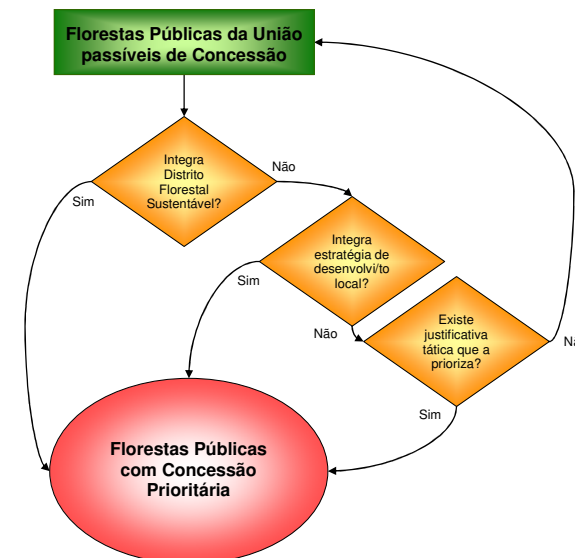 Florestas Públicas da União
passíveis de Concessão
Integra
Distrito
Florestal
Sustentável?
Não
Sim
Integra
estratégia de
desenvolvi/to
local?
Sim
Não
Existe
justificativa
tática que a
prioriza?
Sim
Florestas Públicas
com Concessão
Prioritária